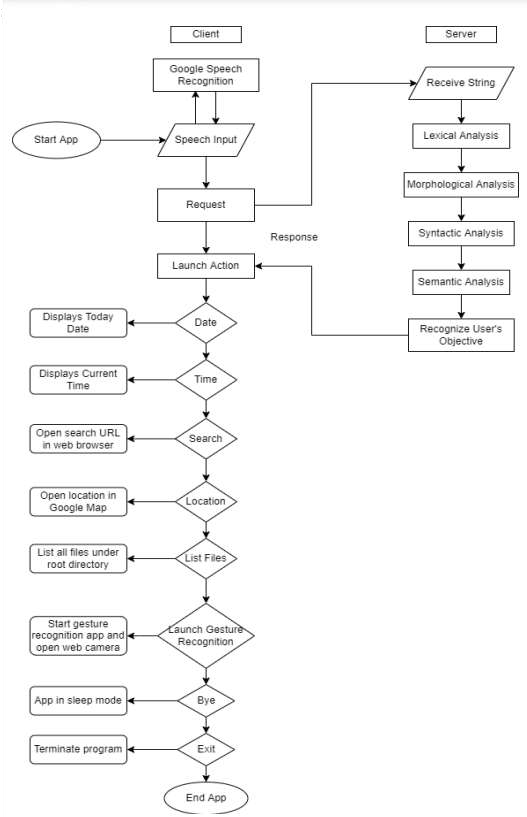 Client
Server
Google Speech
Recognition
Receive String
Start App
Speech Input
Lexical Analysis
Morphological Analysis
Request
Syntactic Analysis
Response
Launch Action
Semantic Analysis
Displays Today
Date
Date
Recognize User's
Objective
Displays Current
Time
Time
Open search URL
in web browser
Search
Open location in
Google Map
Location
List all files under
root directory
List Files
Start gesture
recognition app and
open web camera
Launch Gesture
Recognition
App in sleep mode
Bye
Terminate program
Exit
End App